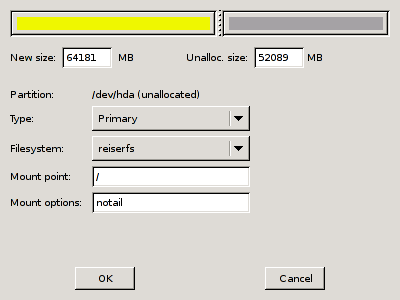 New size: 64181 MB Unalloc. size: 52089 MB
Partition: /dev/hda (unallocated)
Type: Primary
Filesystem: reiserfs
Mount point: /
Mount options: notail
OK Cancel